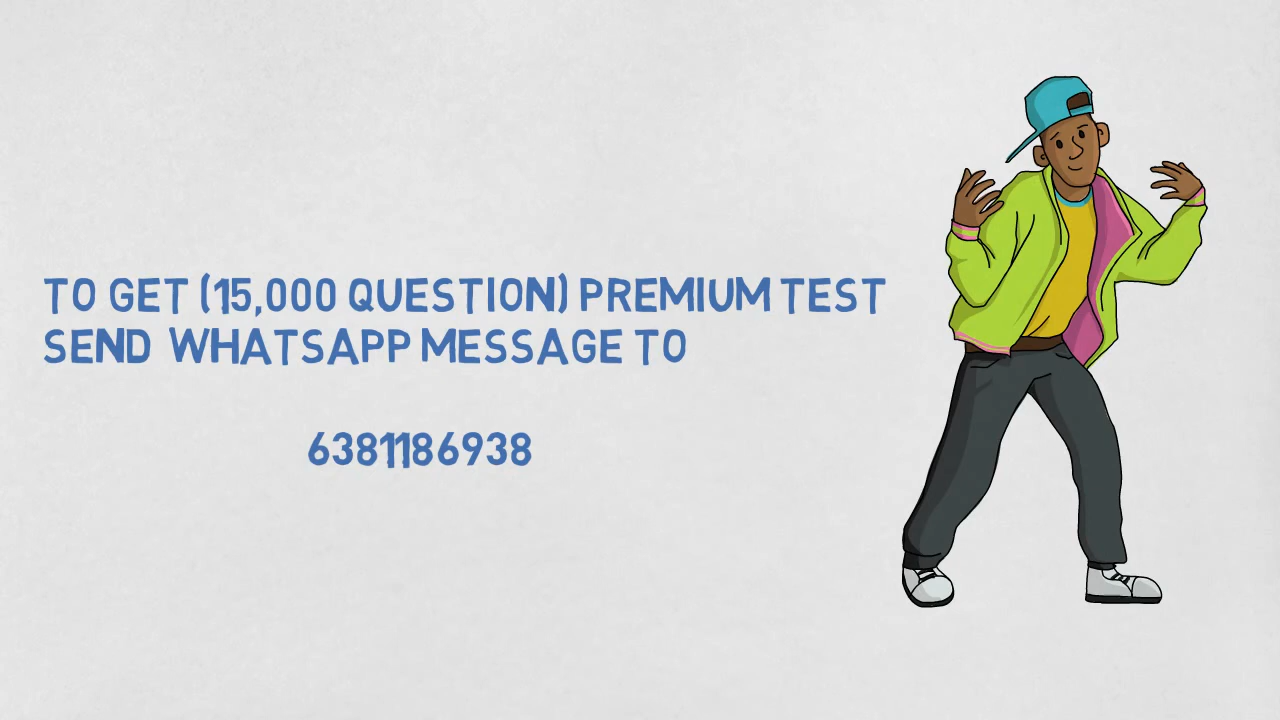 TO GET (15,000 QUESTION) PREMIUM TEST
SEND WHATSAPP MESSAGE TO
6381186938